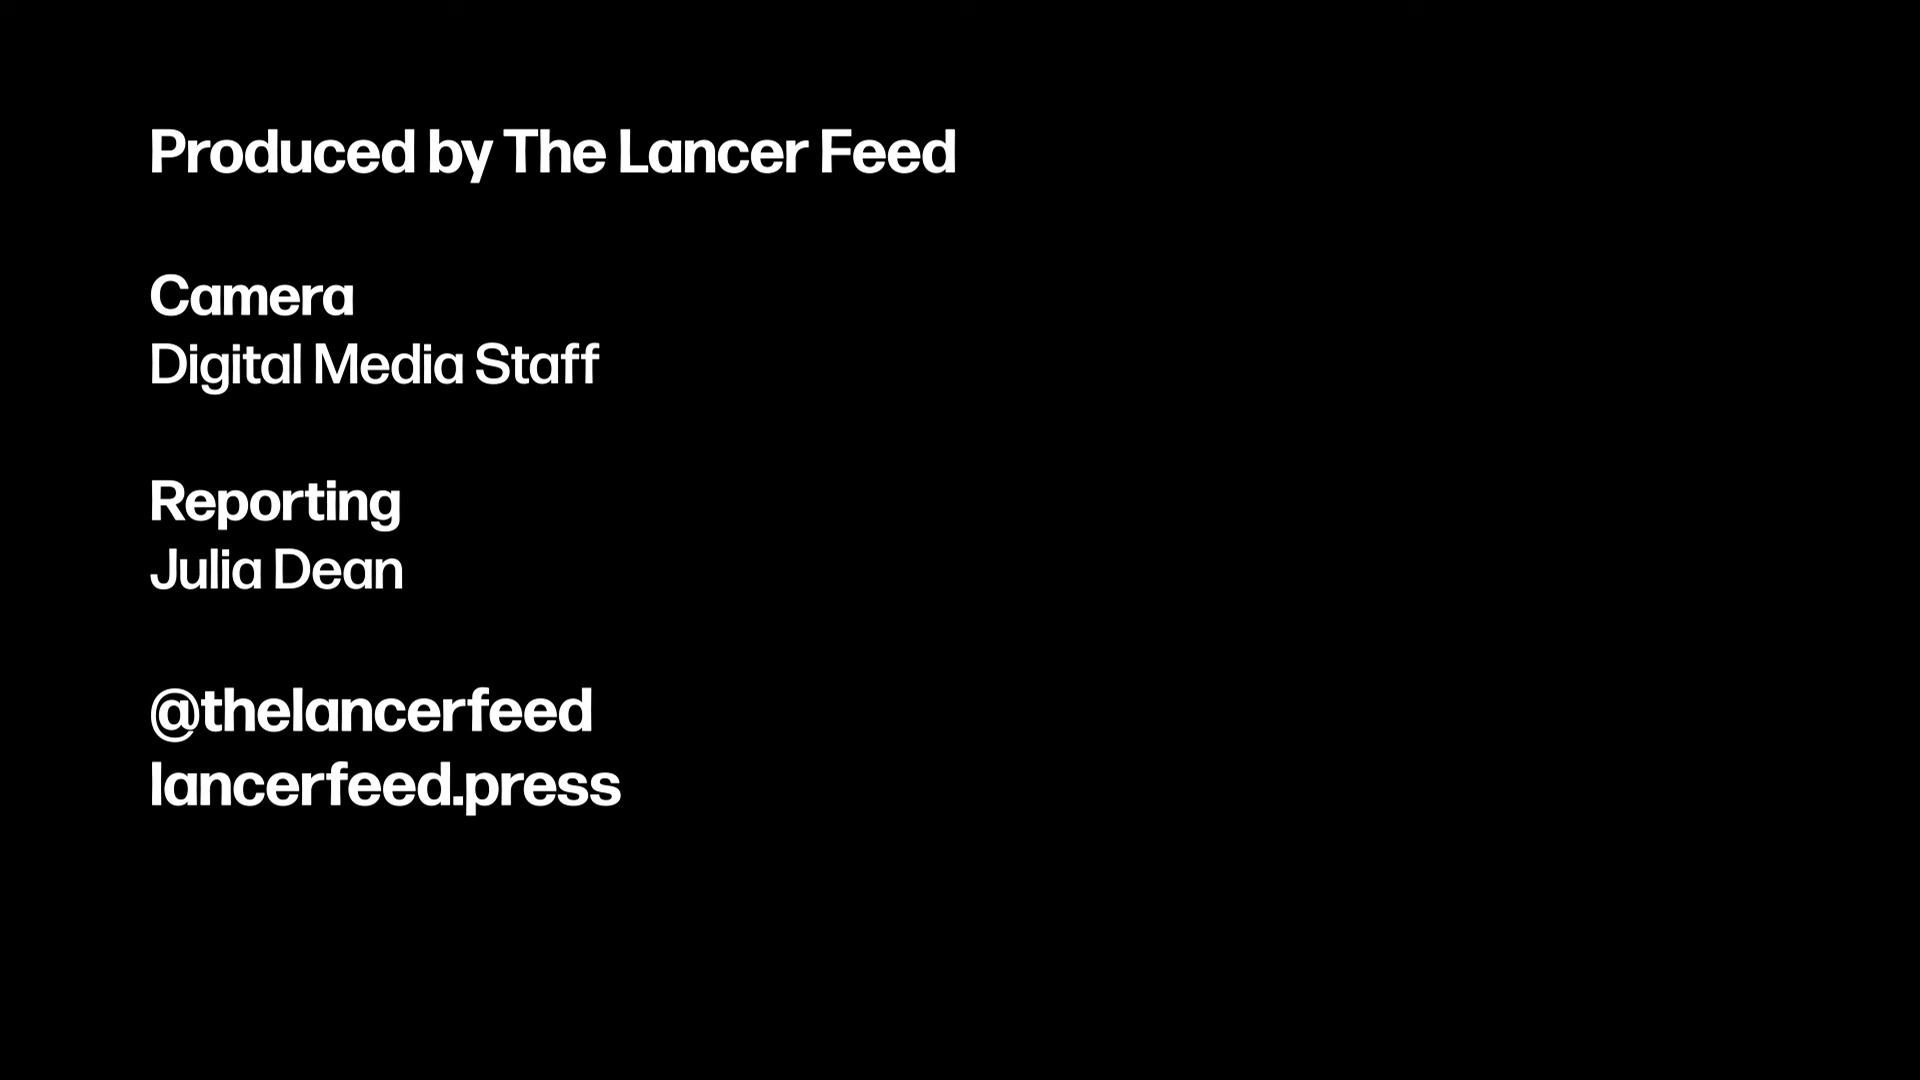 Produced by The Lancer Feed
Camera
Digital Media Staff
Reporting
Julia Dean
@thelancerfeed
lancerfeed.press